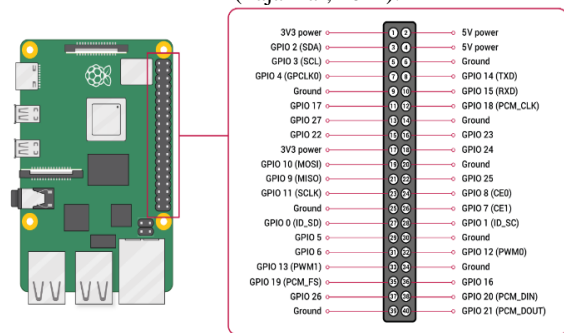 3V3 power 1 2 5V power
GPIO 2 (SDA) 3 4 5V power
GPIO 3 (SCL) 5 6 Ground
GPIO 4 (GPCLK0) 7 8 GPIO 14 (TXD)
Ground 9 10 GPIO 15 (RXD)
GPIO 17 11 12 GPIO 18 (PCM_CLK)
GPIO 27 13 14 Ground
GPIO 22 15 16 GPIO 23
3V3 power 17 18 GPIO 24
GPIO 10 (MOSI) 19 20 Ground
GPIO 9 (MISO) 21 22 GPIO 25
GPIO 11 (SCLK) 23 24 GPIO 8 (CE0)
Ground 25 26 GPIO 7 (CE1)
GPIO 0 (ID_SD) 27 28 GPIO 1 (ID_SC)
GPIO 5 29 30 Ground
GPIO 6 31 32 GPIO 12 (PWM0)
GPIO 13 (PWM1) 33 34 Ground
GPIO 19 (PCM_FS) 35 36 GPIO 16
GPIO 26 37 38 GPIO 20 (PCM_DIN)
Ground 39 40 GPIO 21 (PCM_DOUT)